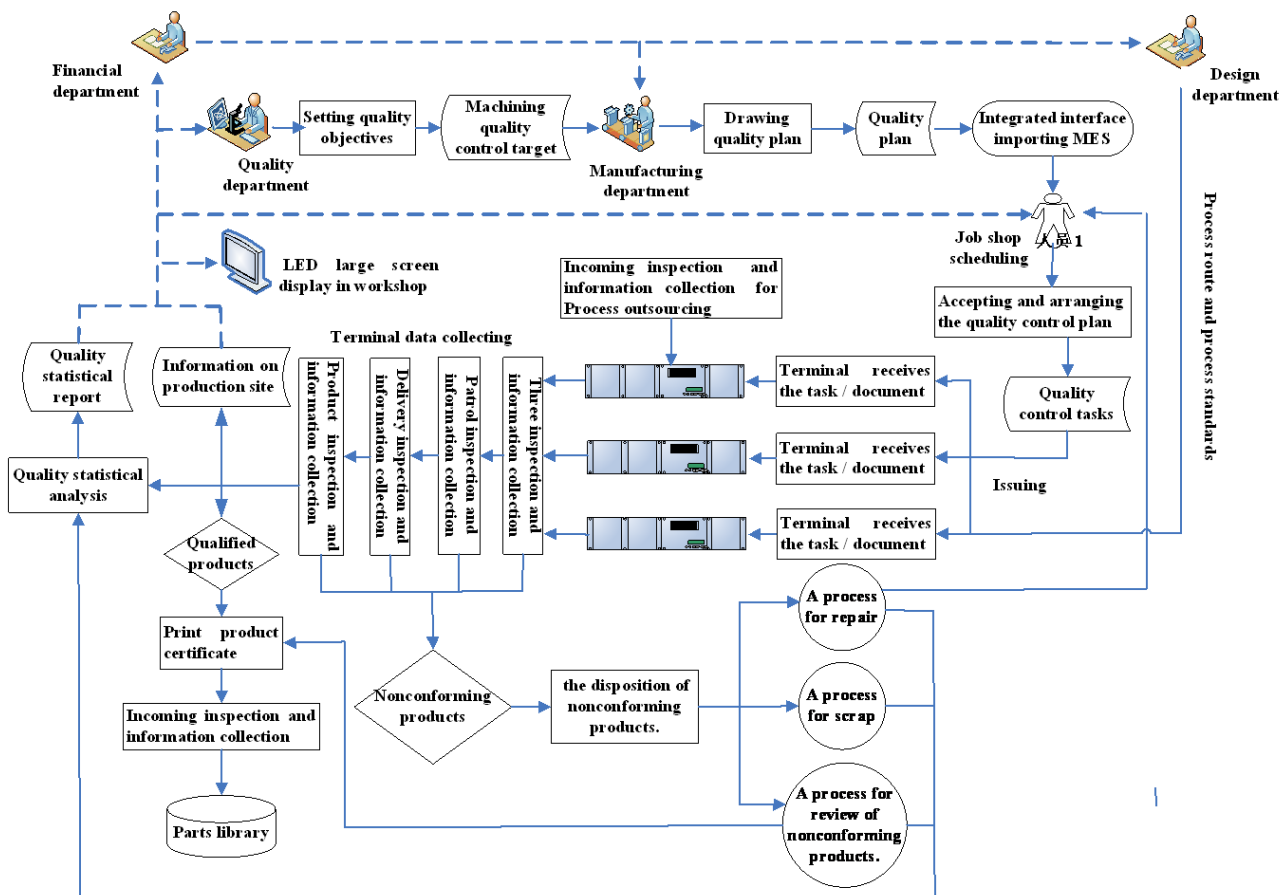 Financial
department
Design
department
Setting quality
objectives
Machining
quality
control target
Drawing
quality plan
Quality
plan
Integrated interface
importing MES
Quality
department
Manufacturing
department
Process route and process standards
Job shop
scheduling
人员 1
LED large screen
display in workshop
Incoming inspection and
information collection for
Process outsourcing
Accepting and arranging
the quality control plan
Terminal data collecting
Quality
statistical
report
Information on
production site
Product inspection and
information collection
Delivery inspection and
information collection
Patrol inspection and
information collection
Three inspection and
information collection
Terminal receives
the task / document
Quality
control tasks
Terminal receives
the task / document
Quality statistical
analysis
Issuing
Terminal receives
the task / document
Qualified
products
A process
for repair
Print product
certificate
Nonconforming
products
the disposition of
nonconforming
products.
A process
for scrap
Incoming inspection and
information collection
A process for
review of
nonconforming
products.
Parts library